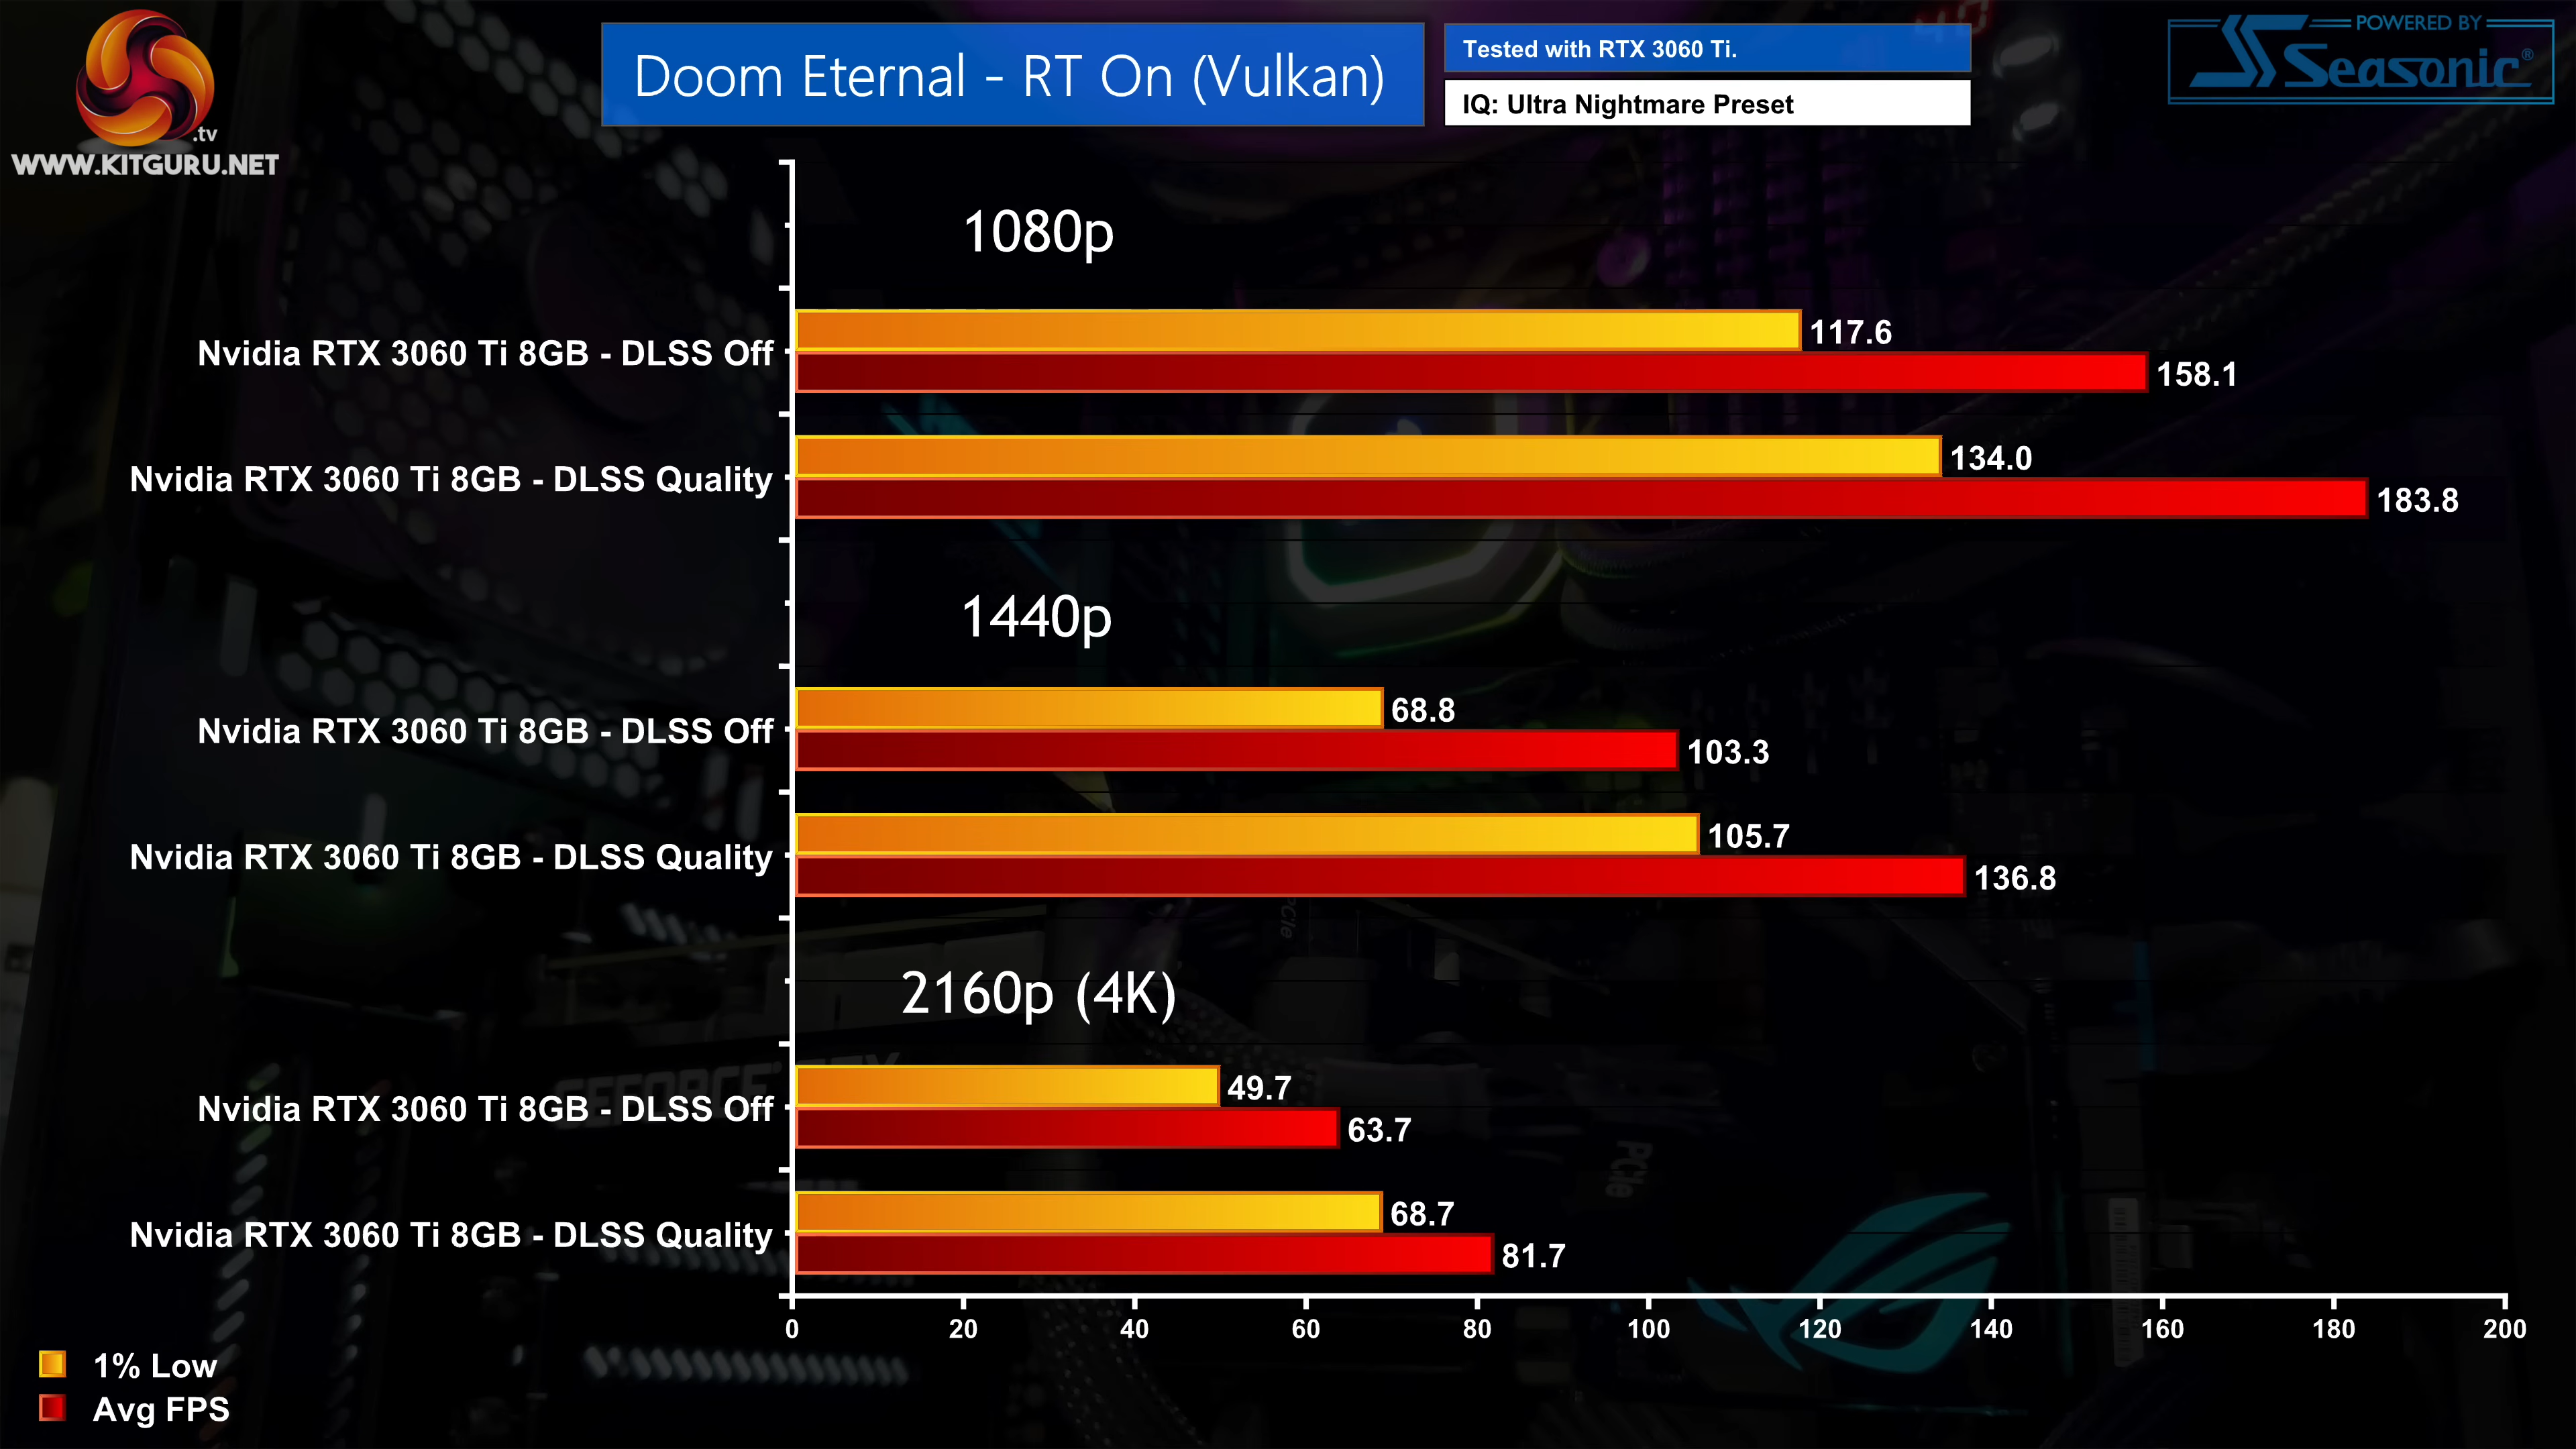 .tv
WWW.KITGURU.NET
Doom Eternal - RT On (Vulkan)
Tested with RTX 3060 Ti.
IQ: Ultra Nightmare Preset
POWERED BY
Seasonic®
1080p
Nvidia RTX 3060 Ti 8GB - DLSS Off
117.6
158.1
Nvidia RTX 3060 Ti 8GB - DLSS Quality
134.0
183.8
1440p
Nvidia RTX 3060 Ti 8GB - DLSS Off
68.8
103.3
Nvidia RTX 3060 Ti 8GB - DLSS Quality
105.7
136.8
PCIe
2160p (4K)
GEFORCE RTX
Nvidia RTX 3060 Ti 8GB - DLSS Off
49.7
63.7
PCIe
Nvidia RTX 3060 Ti 8GB - DLSS Quality
68.7
81.7
0 20 40 60 80 100 120 140 160 180 200
1% Low
Avg FPS